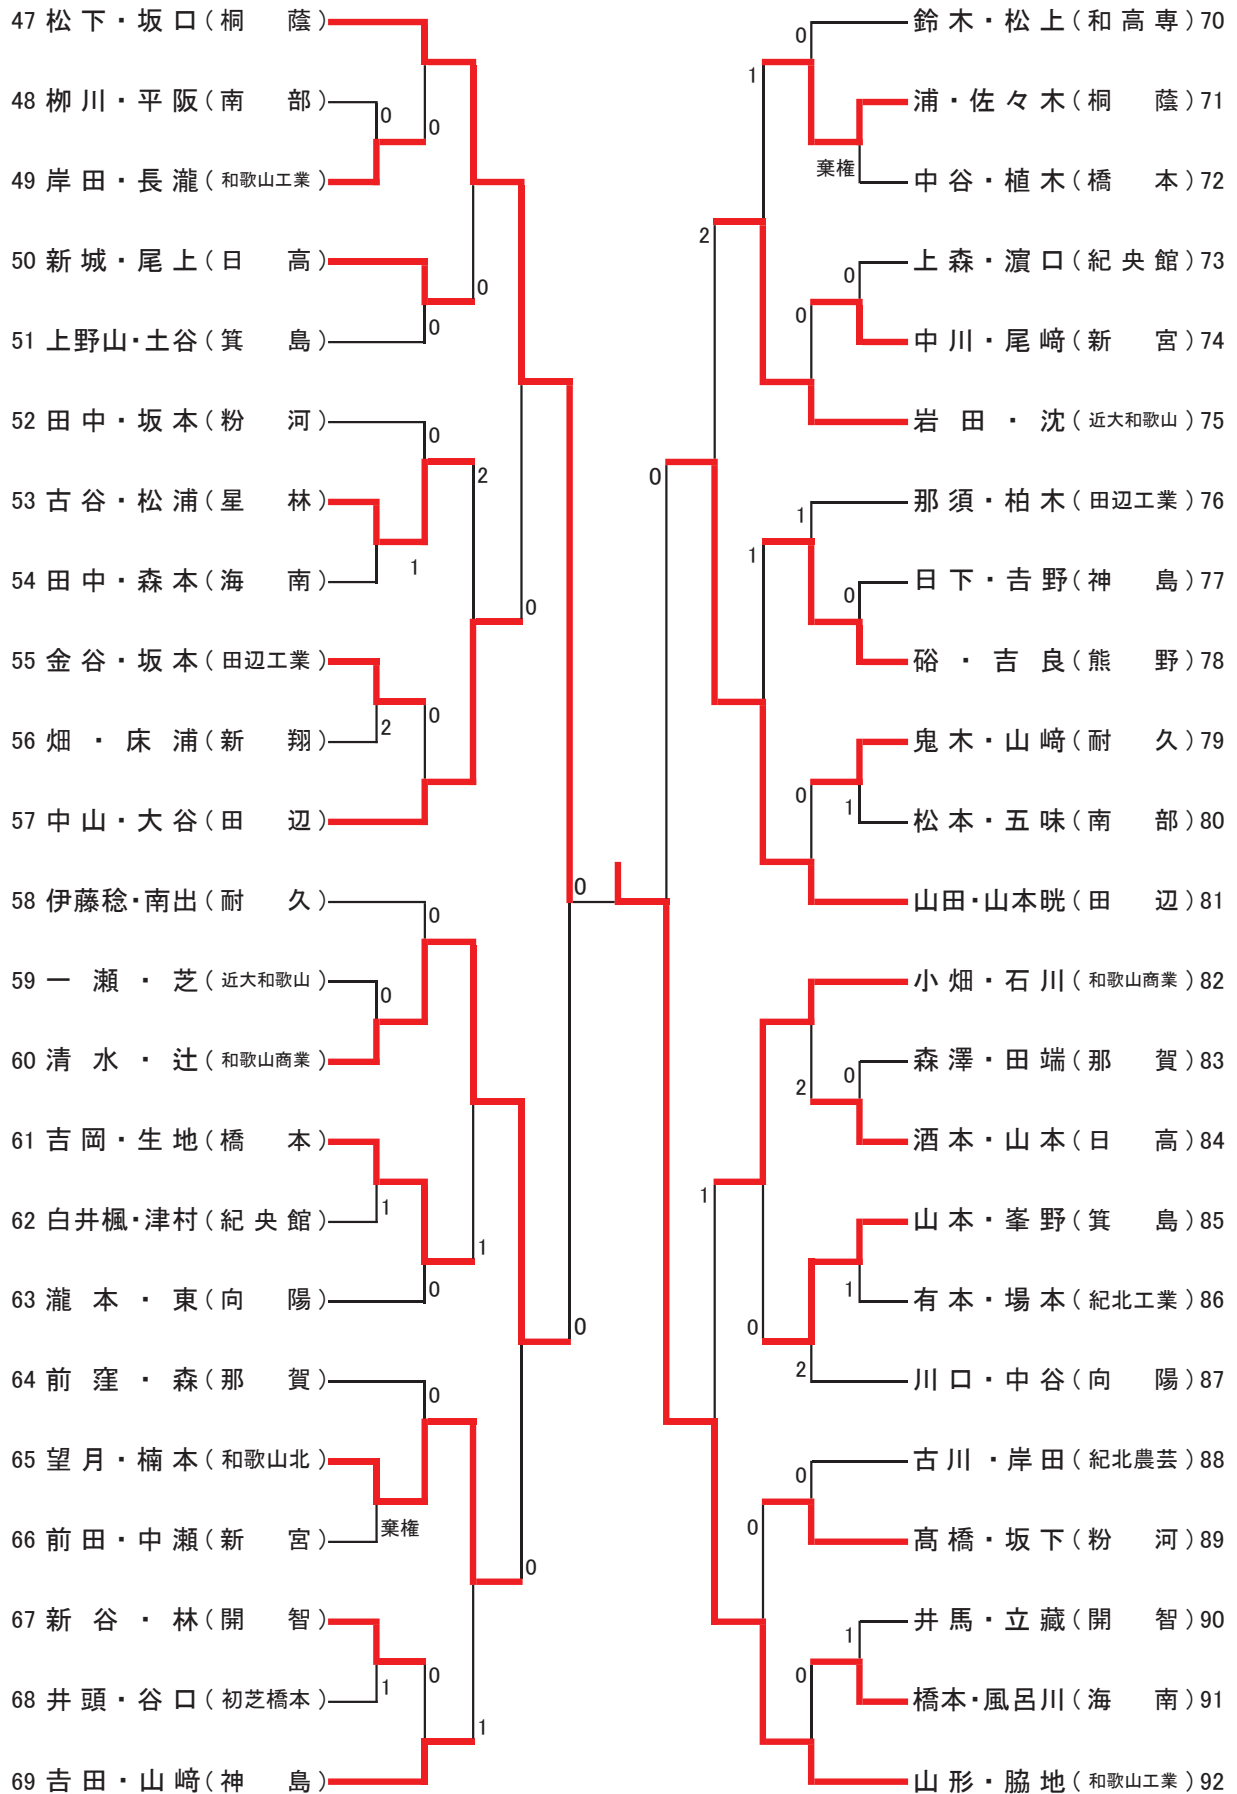 47 松下・坂口(桐蔭)
48 栁川・平阪(南部)
0
0
49 岸田・長瀧(和歌山工業)
50 新城・尾上(日高)
0
0
51 上野山・土谷(箕島)
52 田中・坂本(粉河)
0
2
53 古谷・松浦(星林)
1
54 田中・森本(海南)
0
55 金谷・坂本(田辺工業)
0
2
56 畑・床浦(新翔)
57 中山・大谷(田辺)
0
58 伊藤稔・南出(耐久)
0
59 一瀬・芝(近大和歌山)
0
60 清水・辻(和歌山商業)
61 吉岡・生地(橋本)
1
62 白井楓・津村(紀央館)
1
0
63 瀧本・東(向陽)
0
64 前窪・森(那賀)
0
65 望月・楠本(和歌山北)
棄権
66 前田・中瀬(新宮)
0
67 新谷・林(開智)
0
1
68 井頭・谷口(初芝橋本)
1
69 吉田・山﨑(神島)
0
鈴木・松上(和高専)70
1
浦・佐々木(桐蔭)71
棄権
中谷・植木(橋本)72
2
上森・濵口(紀央館)73
0
0
中川・尾﨑(新宮)74
岩田・沈(近大和歌山)75
0
那須・柏木(田辺工業)76
1
1
日下・吉野(神島)77
0
硲・吉良(熊野)78
鬼木・山﨑(耐久)79
0
1
松本・五味(南部)80
山田・山本晄(田辺)81
小畑・石川(和歌山商業)82
森澤・田端(那賀)83
2
0
酒本・山本(日高)84
1
山本・峯野(箕島)85
1
有本・場本(紀北工業)86
0
2
川口・中谷(向陽)87
古川・岸田(紀北農芸)88
0
0
髙橋・坂下(粉河)89
井馬・立藏(開智)90
1
0
橋本・風呂川(海南)91
山形・脇地(和歌山工業)92